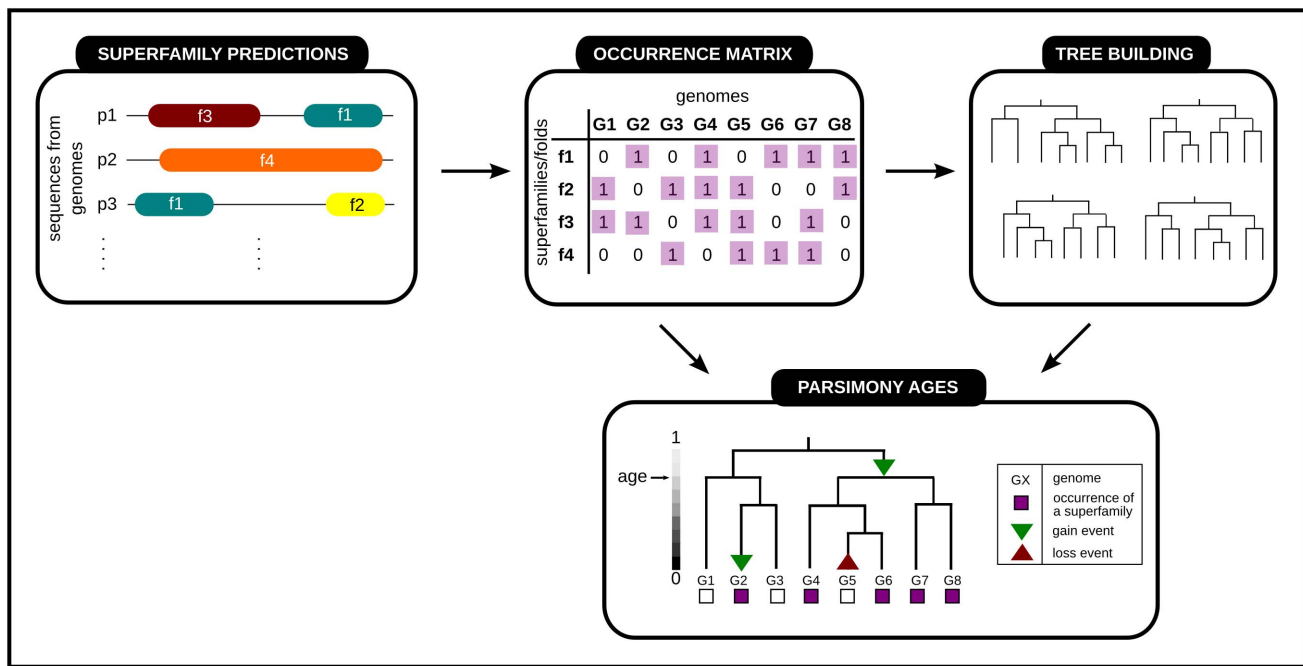 SUPERFAMILY PREDICTIONS
sequences from
genomes
p1 f3 f1
p2 f4
p3 f1 f2
OCCURRENCE MATRIX
genomes
superfamilies/folds
G1 G2 G3 G4 G5 G6 G7 G8
f1 0 1 0 1 0 1 1 1
f2 1 0 1 1 1 0 0 1
f3 1 1 0 1 1 0 1 0
f4 0 0 1 0 1 1 1 0
TREE BUILDING
PARSIMONY AGES
1
age
0
G1 G2 G3 G4 G5 G6 G7 G8
GX genome
occurrence of
a superfamily
gain event
loss event